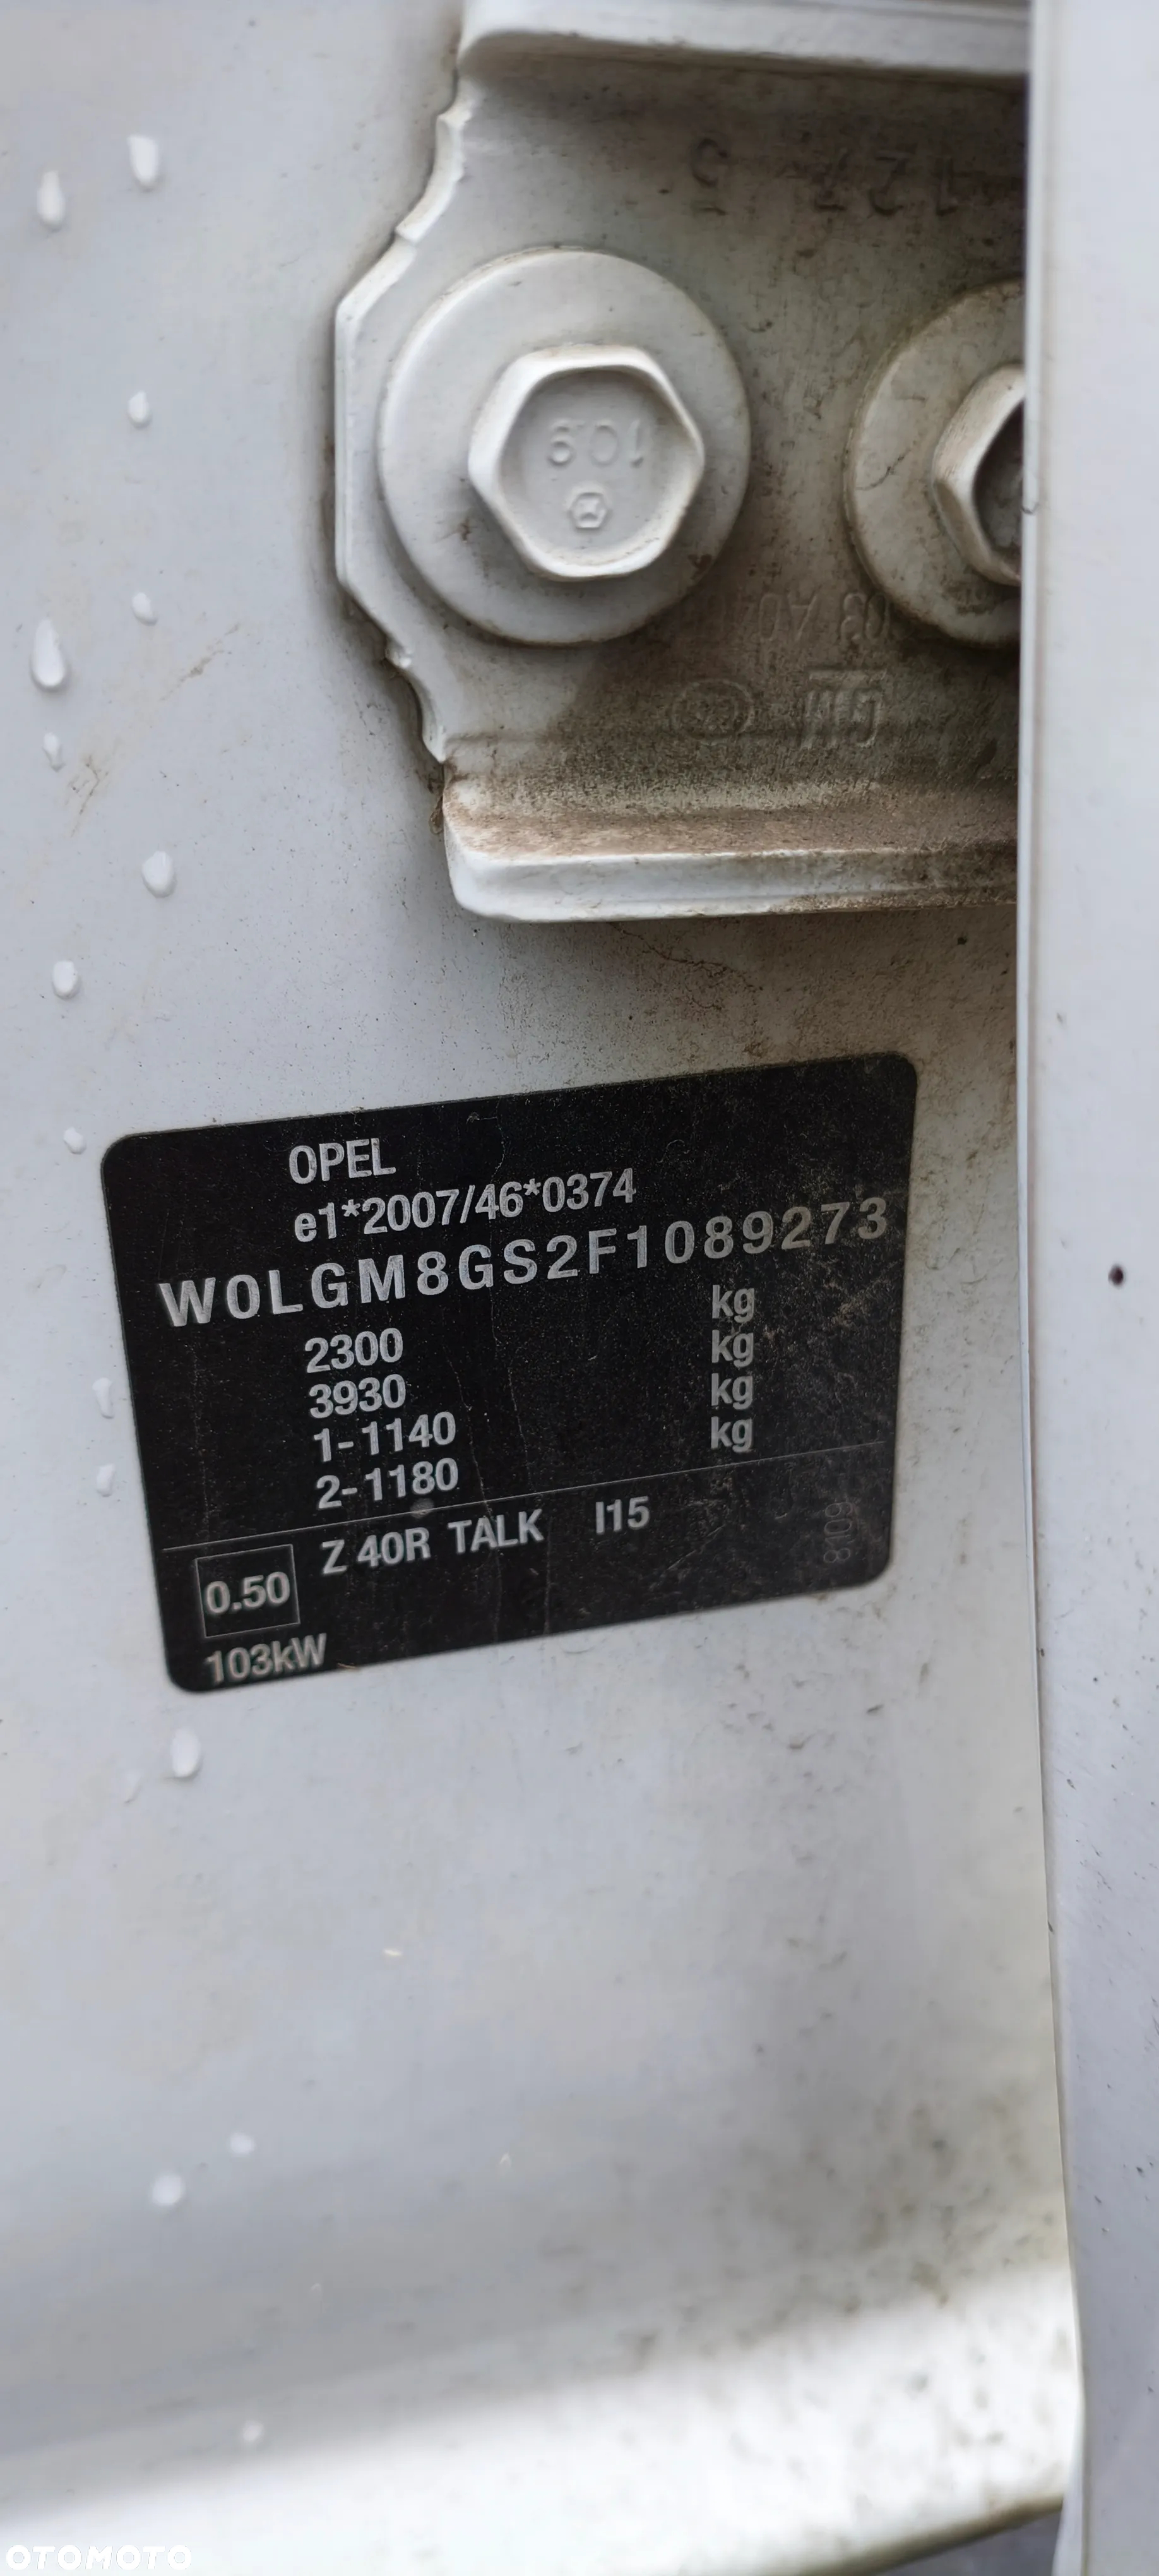 10.9
GM
OPEL
e1*2007/46*0374
W0LGM8GS2F1089273
2300 kg
3930 kg
1-1140 kg
2-1180 kg
Z 40R TALK I15
0.50
103kW
8109
OTOMOTO